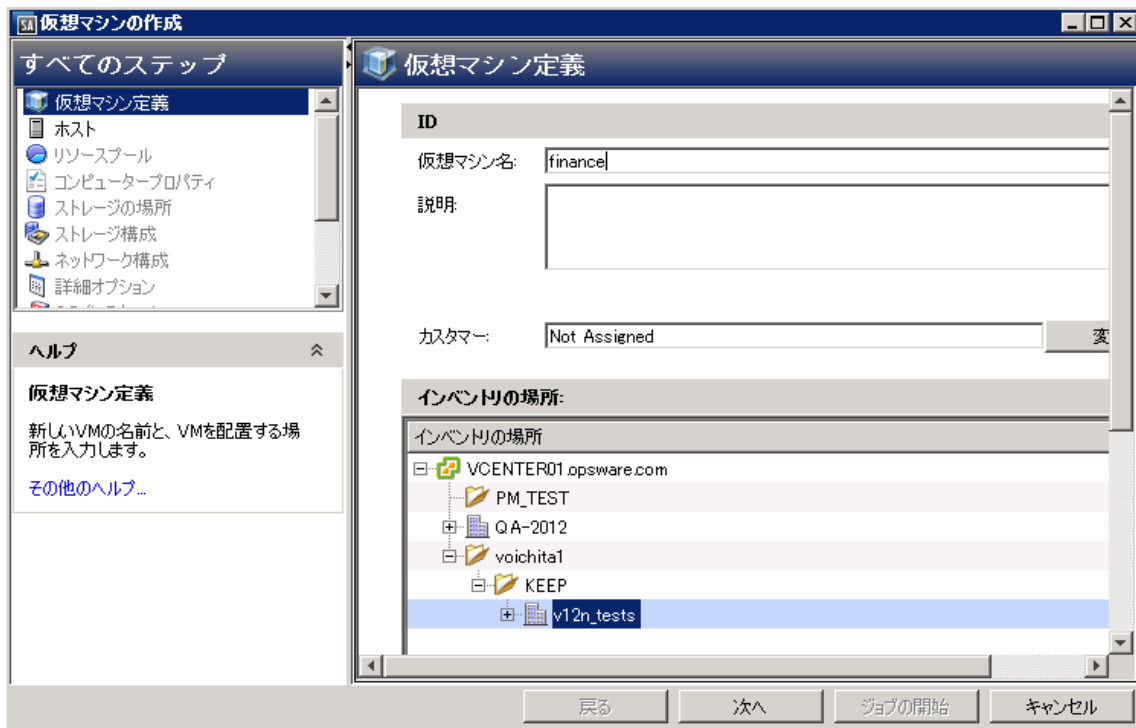 SA 仮想マシンの作成
すべてのステップ
仮想マシン定義
ホスト
リソースプール
コンピュータープロパティ
ストレージの場所
ストレージ構成
ネットワーク構成
詳細オプション
ヘルプ
仮想マシン定義
新しいVMの名前と、VMを配置する場
所を入力します。
その他のヘルプ...
仮想マシン定義
ID
仮想マシン名: finance
説明:
カスタマー: Not Assigned 変
インベントリの場所:
インベントリの場所
VCENTER01.opsware.com
PM_TEST
QA-2012
voichita1
KEEP
v12n_tests
戻る 次へ ジョブの開始 キャンセル